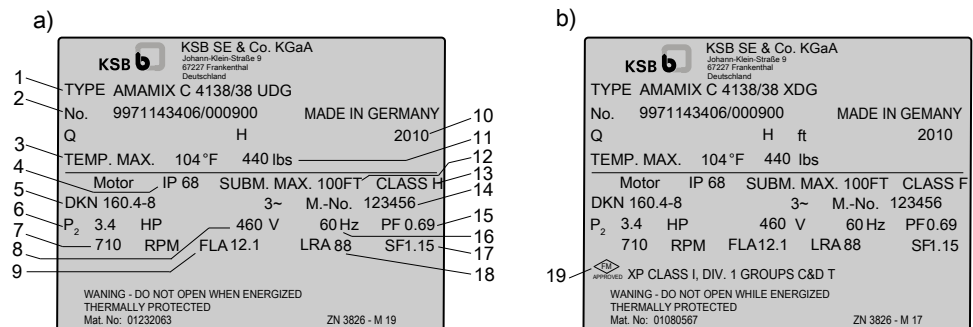 a)
KSB b
KSB SE & Co. KGaA
Johann-Klein-Straße 9
67227 Frankenthal
Deutschland
1
TYPE AMAMIX C 4138/38 UDG
2
No. 9971143406/000900 MADE IN GERMANY
10
Q H 2010
3
11
TEMP. MAX. 104°F 440 lbs
4
12
Motor IP 68 SUBM. MAX. 100FT CLASS H
13
5
14
DKN 160.4-8 3~ M.-No. 123456
6
15
P2 3.4 HP 460 V 60 Hz PF 0.69
7
16
710 RPM FLA 12.1 LRA 88 SF1.15
8
17
9
18
WANING - DO NOT OPEN WHEN ENERGIZED
THERMALLY PROTECTED
Mat. No: 01232063 ZN 3826 - M 19
b)
KSB b
KSB SE & Co. KGaA
Johann-Klein-Straße 9
67227 Frankenthal
Deutschland
TYPE AMAMIX C 4138/38 XDG
No. 9971143406/000900 MADE IN GERMANY
Q H ft 2010
TEMP. MAX. 104°F 440 lbs
Motor IP 68 SUBM. MAX. 100FT CLASS F
DKN 160.4-8 3~ M.-No. 123456
P2 3.4 HP 460 V 60 Hz PF 0.69
710 RPM FLA 12.1 LRA 88 SF1.15
19
FM
APPROVED
XP CLASS I, DIV. 1 GROUPS C&D T
WANING - DO NOT OPEN WHILE ENERGIZED
THERMALLY PROTECTED
Mat. No: 01080567 ZN 3826 - M 17